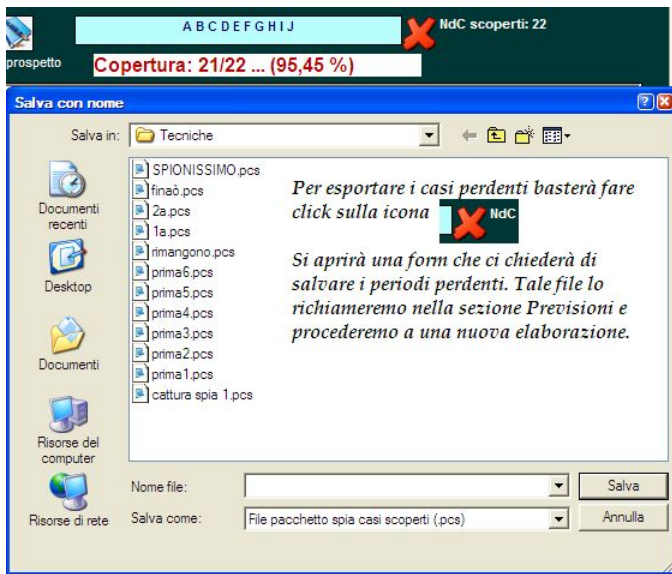 A B C D E F G H I J
NdC scoperti: 22
prospetto
Copertura: 21/22 ... (95,45 %)
Salva con nome
Salva in:
Tecniche
Documenti recenti
Desktop
Documenti
Risorse del computer
Risorse di rete
SPIONISSIMO.pcs
finaò.pcs
2a.pcs
1a.pcs
rimangono.pcs
prima6.pcs
prima5.pcs
prima4.pcs
prima3.pcs
prima2.pcs
prima1.pcs
cattura spia 1.pcs
Per esportare i casi perdenti basterà fare
click sulla icona
NdC
Si aprirà una form che ci chiederà di
salvare i periodi perdenti. Tale file lo
richiameremo nella sezione Previsioni e
procederemo a una nuova elaborazione.
Nome file:
Salva
Salva come:
File pacchetto spia casi scoperti (.pcs)
Annulla